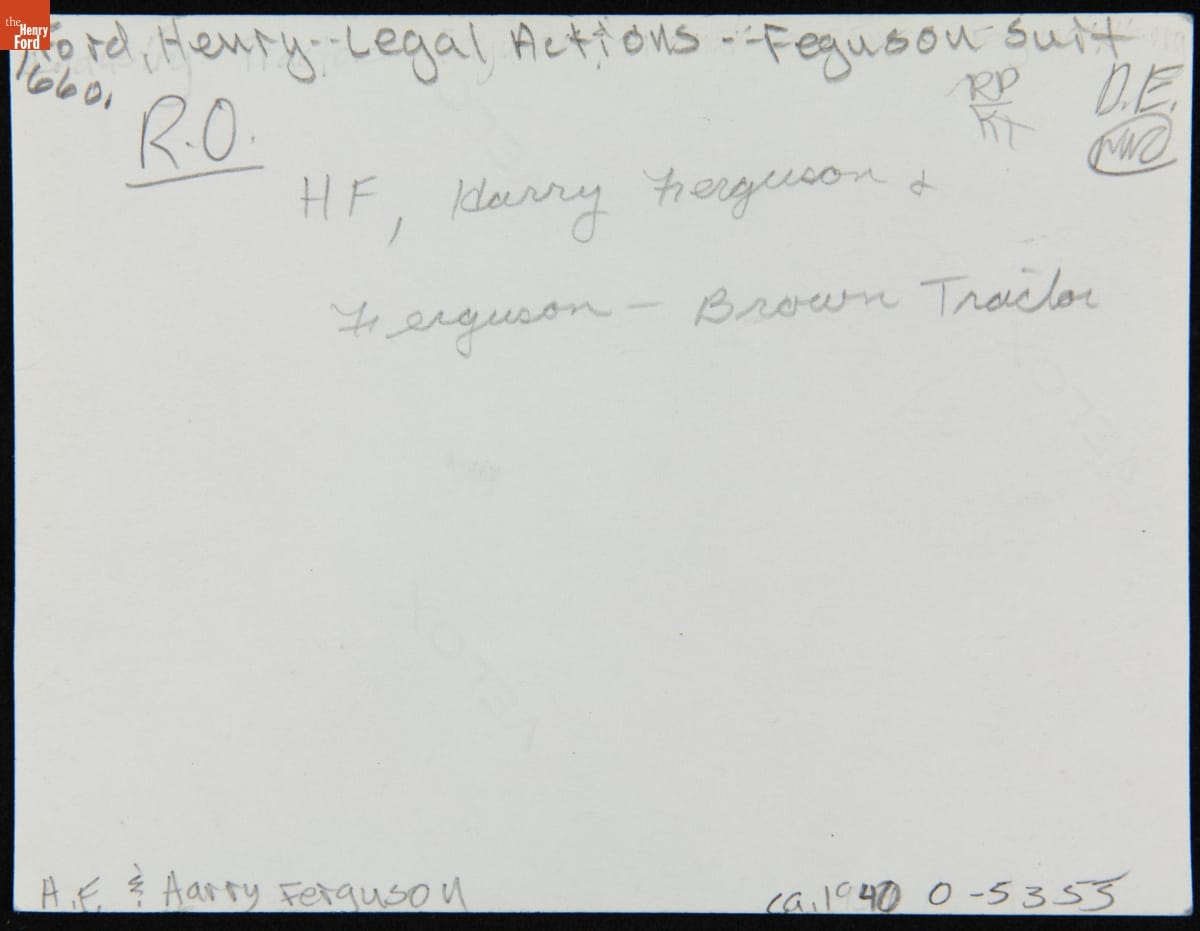 the
Henry
Ford
Ford, Henry--Legal Actions--Feguson suit
1660.
R.O.
RP
KT
D.E.
HF, Harry Ferguson &
Ferguson - Brown Tractor
H.F. & Harry Ferguson
ca. 1940 0-5355